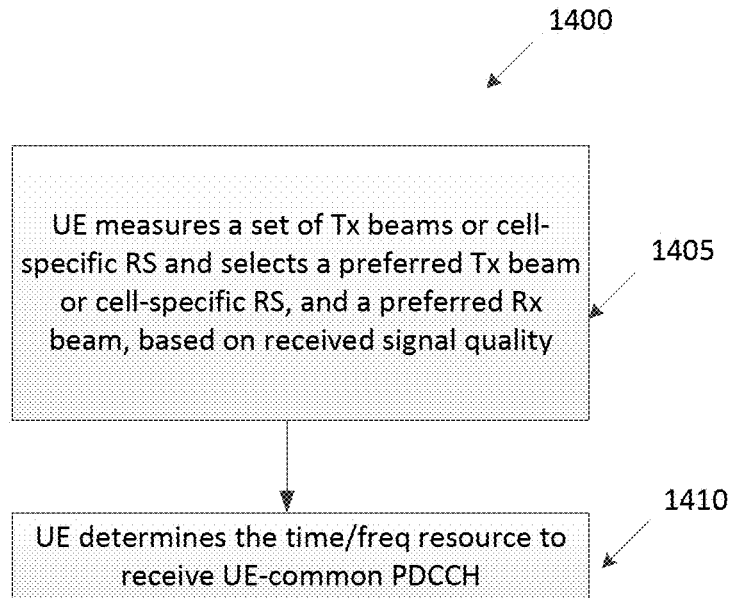 1400
UE measures a set of Tx beams or cell-
specific RS and selects a preferred Tx beam
or cell-specific RS, and a preferred Rx
beam, based on received signal quality
1405
1410
UE determines the time/freq resource to
receive UE-common PDCCH